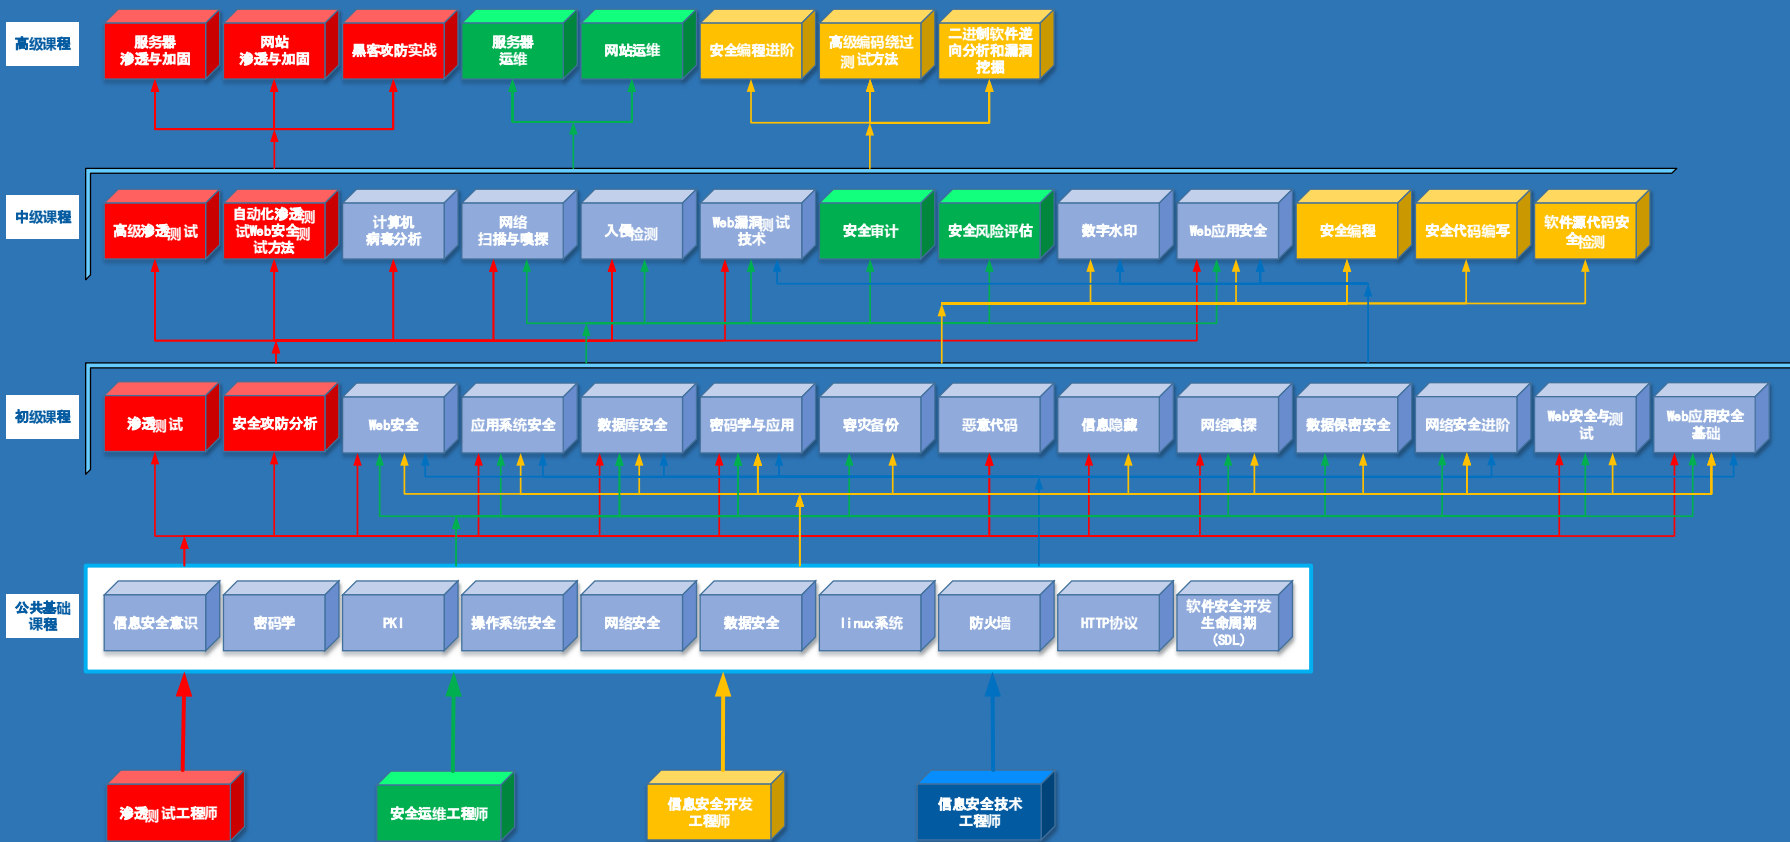 高级课程
服务器
渗透与加固
网站
渗透与加固
黑客攻防实战
服务器
运维
网站运维
安全编程进阶
高级编码绕过
测试方法
二进制软件逆
向分析和漏洞
挖掘
中级课程
高级渗透测试
自动化渗透测
试Web安全测
试方法
计算机
病毒分析
网络
扫描与嗅探
入侵检测
Web漏洞测试
技术
安全审计
安全风险评估
数字水印
Web应用安全
安全编程
安全代码编写
软件源代码安
全检测
初级课程
渗透测试
安全攻防分析
Web安全
应用系统安全
数据库安全
密码学与应用
容灾备份
恶意代码
信息隐藏
网络嗅探
数据保密安全
网络安全进阶
Web安全与测
试
Web应用安全
基础
公共基础
课程
信息安全意识
密码学
PKI
操作系统安全
网络安全
数据安全
linux系统
防火墙
HTTP协议
软件安全开发
生命周期
(SDL)
渗透测试工程师
安全运维工程师
信息安全开发
工程师
信息安全技术
工程师